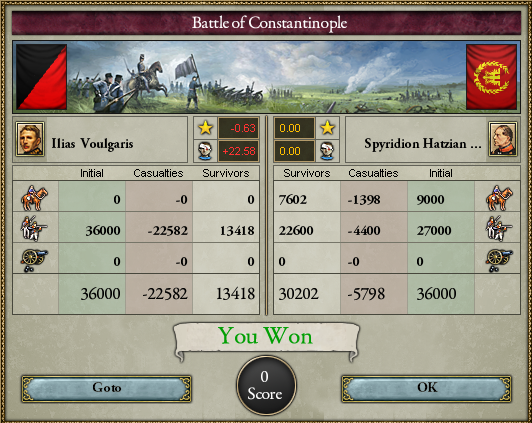 Battle of Constantinople
Ilias Voulgaris
-0.63
0.00
Spyridion Hatzian ...
+22.58
0.00
Initial Casualties Survivors Survivors Casualties Initial
0 -0 0 7602 -1398 9000
36000 -22582 13418 22600 -4400 27000
0 -0 0 0 -0 0
36000 -22582 13418 30202 -5798 36000
You Won
Goto
0
Score
OK